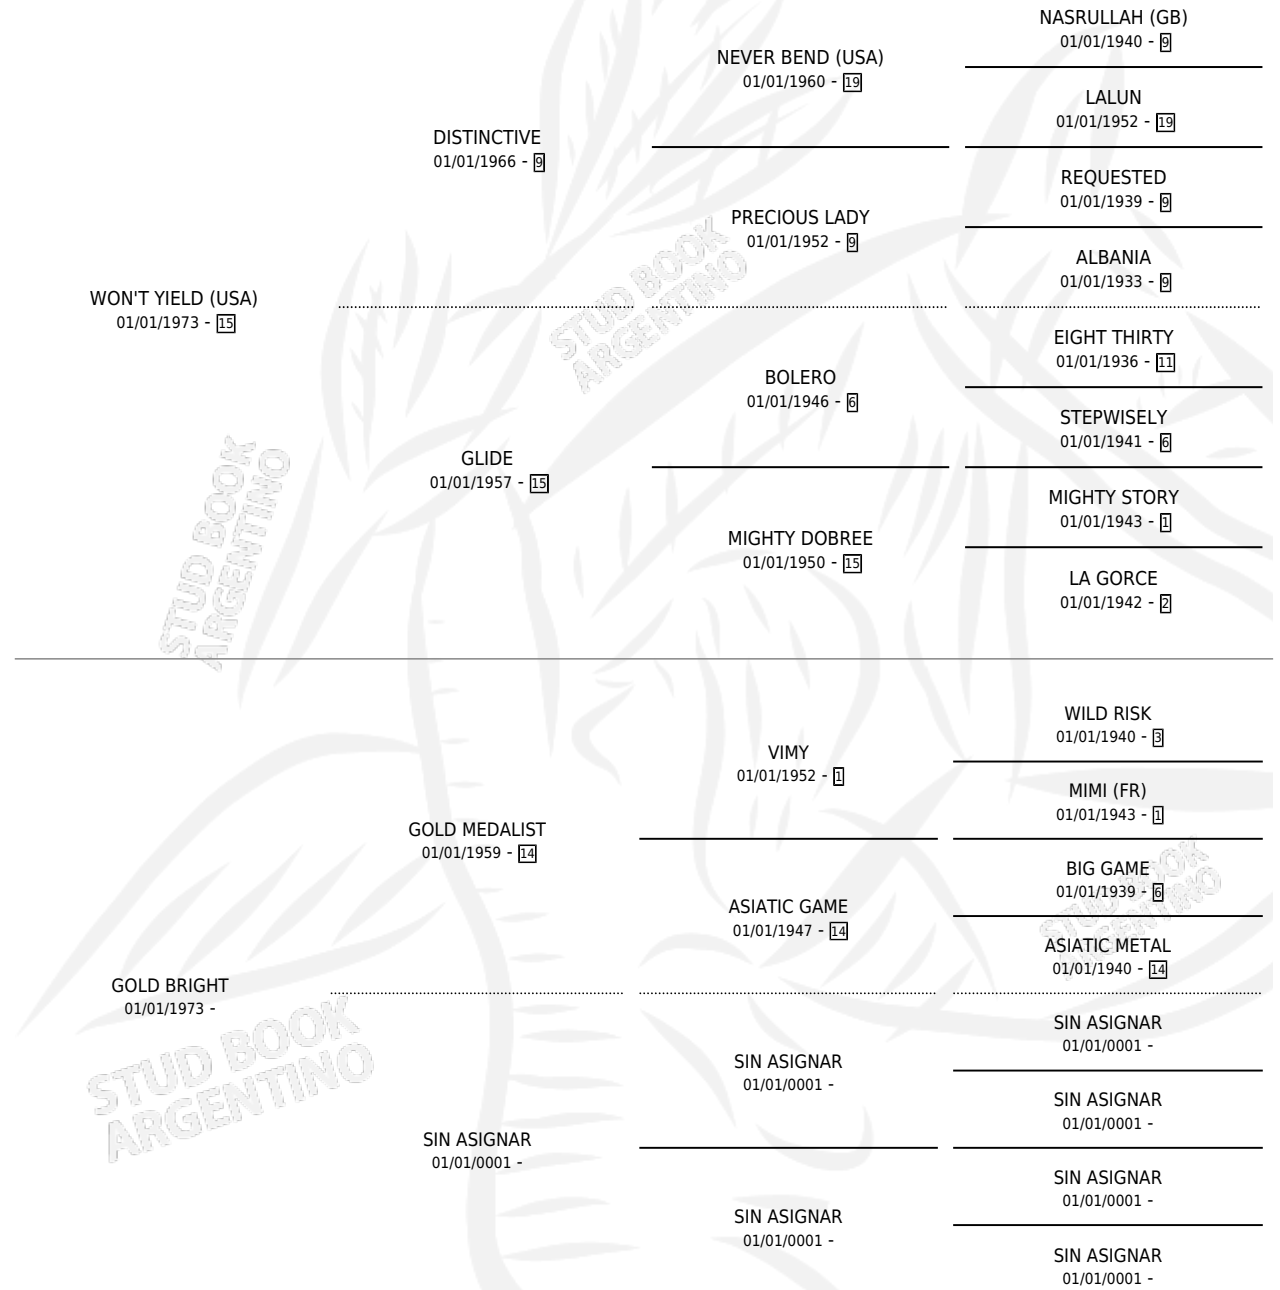 NASRULLAH (GB)
01/01/1940 - 9
NEVER BEND (USA)
01/01/1960 - 19
LALUN
01/01/1952 - 19
DISTINCTIVE
01/01/1966 - 9
REQUESTED
01/01/1939 - 9
PRECIOUS LADY
01/01/1952 - 9
ALBANIA
01/01/1933 - 9
WON'T YIELD (USA)
01/01/1973 - 15
STUD BOOK
ARGENTINO
EIGHT THIRTY
01/01/1936 - 11
BOLERO
01/01/1946 - 6
STEPWISELY
01/01/1941 - 6
GLIDE
01/01/1957 - 15
MIGHTY STORY
01/01/1943 - 1
MIGHTY DOBREE
01/01/1950 - 15
LA GORCE
01/01/1942 - 2
STUD BOOK
ARGENTINO
WILD RISK
01/01/1940 - 3
VIMY
01/01/1952 - 1
MIMI (FR)
01/01/1943 - 1
GOLD MEDALIST
01/01/1959 - 14
BIG GAME
01/01/1939 - 6
ASIATIC GAME
01/01/1947 - 14
ASIATIC METAL
01/01/1940 - 14
STUD BOOK
ARGENTINO
GOLD BRIGHT
01/01/1973 -
SIN ASIGNAR
01/01/0001 -
SIN ASIGNAR
01/01/0001 -
SIN ASIGNAR
01/01/0001 -
STUD BOOK
ARGENTINO
SIN ASIGNAR
01/01/0001 -
SIN ASIGNAR
01/01/0001 -
SIN ASIGNAR
01/01/0001 -
SIN ASIGNAR
01/01/0001 -